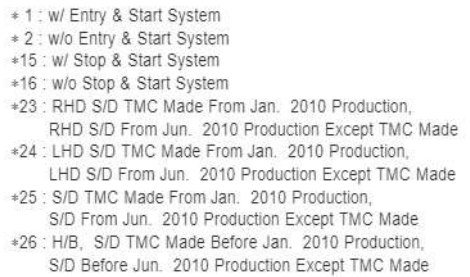 * 1 : w/ Entry & Start System
* 2 : w/o Entry & Start System
*15 : w/ Stop & Start System
*16 : w/o Stop & Start System
*23 : RHD S/D TMC Made From Jan. 2010 Production,
RHD S/D From Jun. 2010 Production Except TMC Made
*24 : LHD S/D TMC Made From Jan. 2010 Production,
LHD S/D From Jun. 2010 Production Except TMC Made
*25 : S/D TMC Made From Jan. 2010 Production,
S/D From Jun. 2010 Production Except TMC Made
*26 : H/B, S/D TMC Made Before Jan. 2010 Production,
S/D Before Jun. 2010 Production Except TMC Made